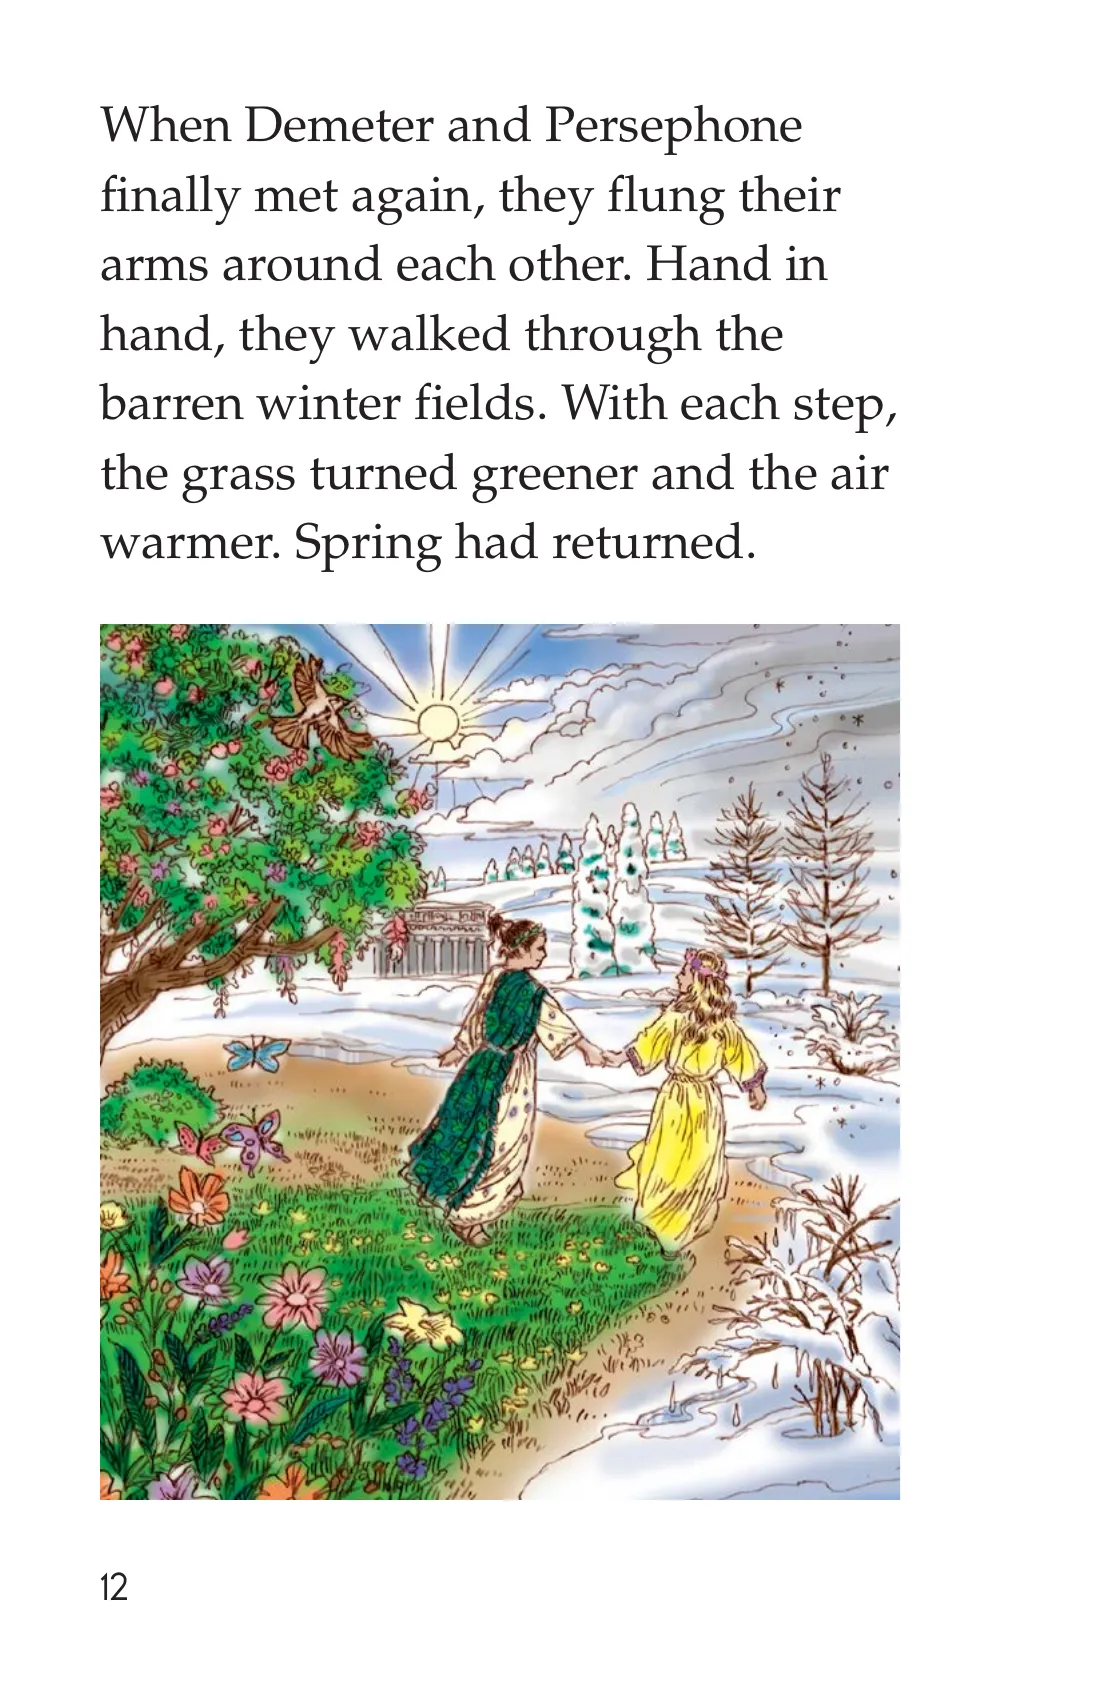 When Demeter and Persephone
finally met again, they flung their
arms around each other. Hand in
hand, they walked through the
barren winter fields. With each step,
the grass turned greener and the air
warmer. Spring had returned.
12